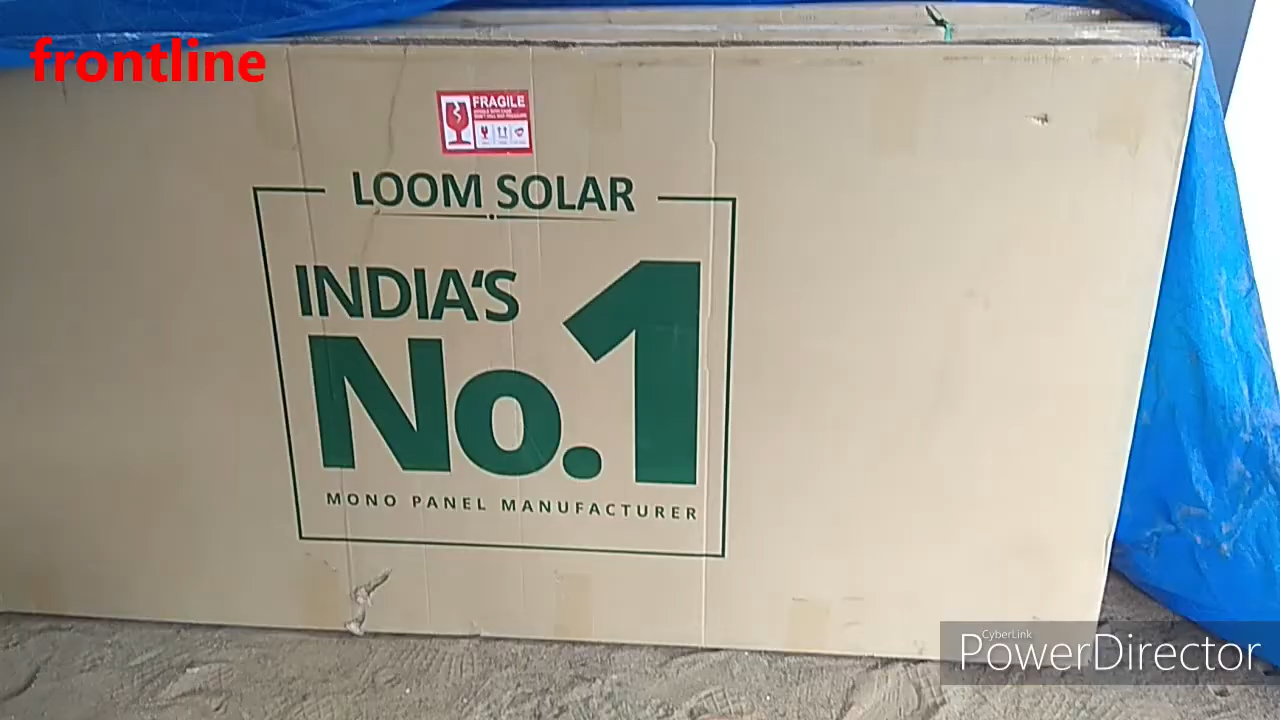 frontline
FRAGILE
LOOM SOLAR
INDIA'S
No.1
MONO PANEL MANUFACTURER
CyberLink
PowerDirector